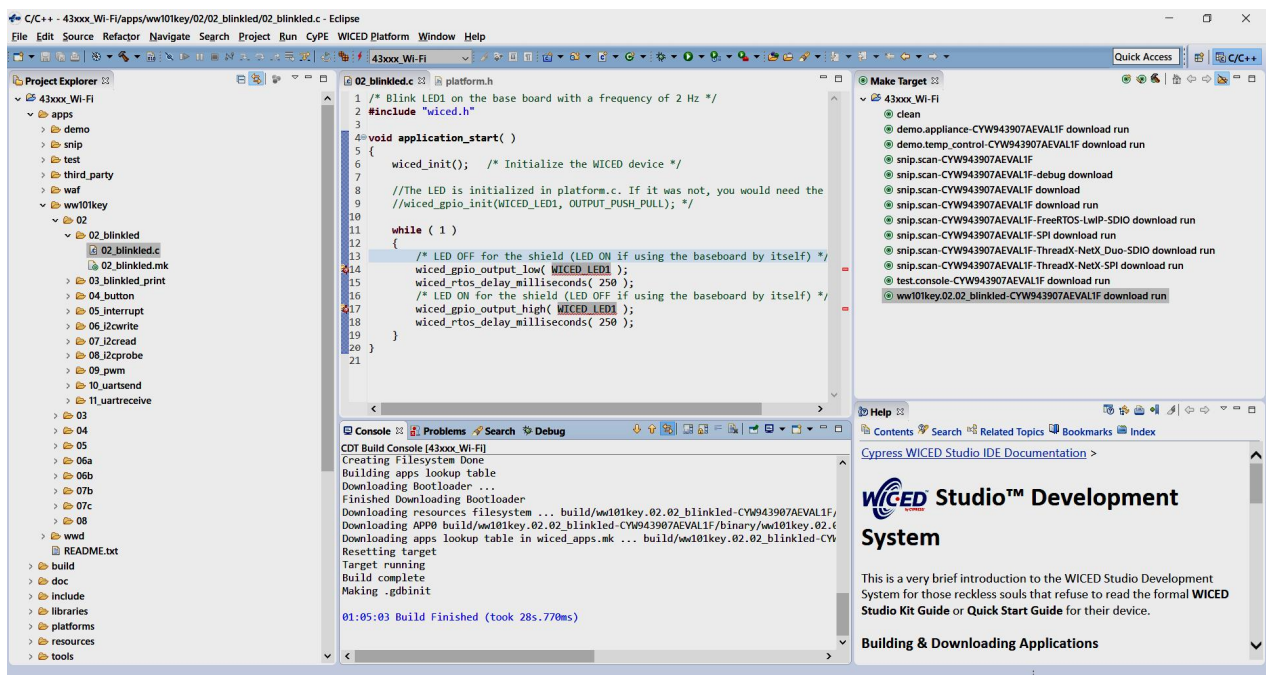 C/C++ - 43xxx_Wi-Fi/apps/ww101key/02/02_blinkled/02_blinkled.c - Eclipse
File Edit Source Refactor Navigate Search Project Run CyPE WICED Platform Window Help
43xxx_Wi-Fi
Quick Access
C/C++
Project Explorer
43xxx_Wi-Fi
apps
demo
snip
test
third_party
waf
ww101key
02
02_blinkled
02_blinkled.c
02_blinkled.mk
03_blinkled_print
04_button
05_interrupt
06_i2cwrite
07_i2cread
08_i2cprobe
09_pwm
10_uartsend
11_uartreceive
03
04
05
06a
06b
07b
07c
08
wwd
README.txt
build
doc
include
libraries
platforms
resources
tools
02_blinkled.c platform.h
1 /* Blink LED1 on the base board with a frequency of 2 Hz */
2 #include "wiced.h"
3
4 void application_start( )
5 {
6 wiced_init(); /* Initialize the WICED device */
7
8 //The LED is initialized in platform.c. If it was not, you would need the
9 //wiced_gpio_init(WICED_LED1, OUTPUT_PUSH_PULL); */
10
11 while ( 1 )
12 {
13 /* LED OFF for the shield (LED ON if using the baseboard by itself) */
14 wiced_gpio_output_low( WICED_LED1 );
15 wiced_rtos_delay_milliseconds( 250 );
16 /* LED ON for the shield (LED OFF if using the baseboard by itself) */
17 wiced_gpio_output_high( WICED_LED1 );
18 wiced_rtos_delay_milliseconds( 250 );
19 }
20 }
21
Console Problems Search Debug
CDT Build Console [43xxx_Wi-Fi]
Creating Filesystem Done
Building apps lookup table
Downloading Bootloader ...
Finished Downloading Bootloader
Downloading resources filesystem ... build/ww101key.02.02_blinkled-CYW943907AEVAL1F/
Downloading APP0 build/ww101key.02.02_blinkled-CYW943907AEVAL1F/binary/ww101key.02.0
Downloading apps lookup table in wiced_apps.mk ... build/ww101key.02.02_blinkled-CYW
Resetting target
Target running
Build complete
Making .gdbinit
01:05:03 Build Finished (took 28s.770ms)
Make Target
43xxx_Wi-Fi
clean
demo.appliance-CYW943907AEVAL1F download run
demo.temp_control-CYW943907AEVAL1F download run
snip.scan-CYW943907AEVAL1F
snip.scan-CYW943907AEVAL1F-debug download
snip.scan-CYW943907AEVAL1F download
snip.scan-CYW943907AEVAL1F download run
snip.scan-CYW943907AEVAL1F-FreeRTOS-LwIP-SDIO download run
snip.scan-CYW943907AEVAL1F-SPI download run
snip.scan-CYW943907AEVAL1F-ThreadX-NetX_Duo-SDIO download run
snip.scan-CYW943907AEVAL1F-ThreadX-NetX-SPI download run
test.console-CYW943907AEVAL1F download run
ww101key.02.02_blinkled-CYW943907AEVAL1F download run
Help
Contents Search Related Topics Bookmarks Index
Cypress WICED Studio IDE Documentation >
WICED Studio™ Development
System
This is a very brief introduction to the WICED Studio Development
System for those reckless souls that refuse to read the formal WICED
Studio Kit Guide or Quick Start Guide for their device.
Building & Downloading Applications